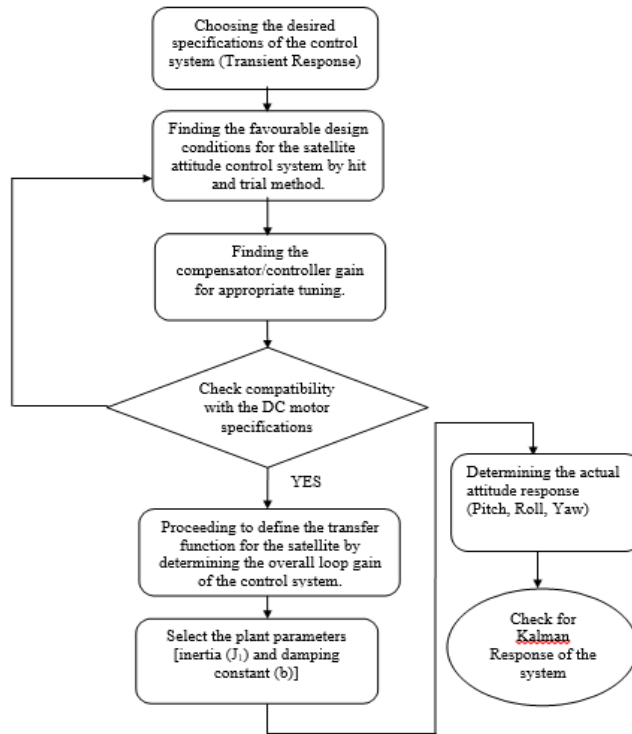 Choosing the desired
specifications of the control
system (Transient Response)
Finding the favourable design
conditions for the satellite
attitude control system by hit
and trial method.
Finding the
compensator/controller gain
for appropriate tuning.
Check compatibility
with the DC motor
specifications
YES
Proceeding to define the transfer
function for the satellite by
determining the overall loop gain
of the control system.
Select the plant parameters
[inertia (J₁) and damping
constant (b)]
Determining the actual
attitude response
(Pitch, Roll, Yaw)
Check for
Kalman
Response of the
system